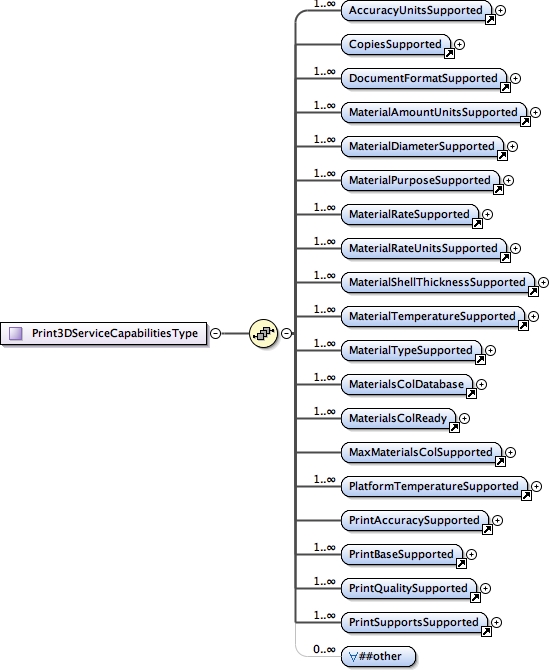 1..∞ AccuracyUnitsSupported
CopiesSupported
1..∞ DocumentFormatSupported
1..∞ MaterialAmountUnitsSupported
1..∞ MaterialDiameterSupported
1..∞ MaterialPurposeSupported
1..∞ MaterialRateSupported
1..∞ MaterialRateUnitsSupported
1..∞ MaterialShellThicknessSupported
1..∞ MaterialTemperatureSupported
Print3DServiceCapabilitiesType
1..∞ MaterialTypeSupported
1..∞ MaterialsColDatabase
1..∞ MaterialsColReady
MaxMaterialsColSupported
1..∞ PlatformTemperatureSupported
PrintAccuracySupported
1..∞ PrintBaseSupported
1..∞ PrintQualitySupported
1..∞ PrintSupportsSupported
0..∞ ∀##other